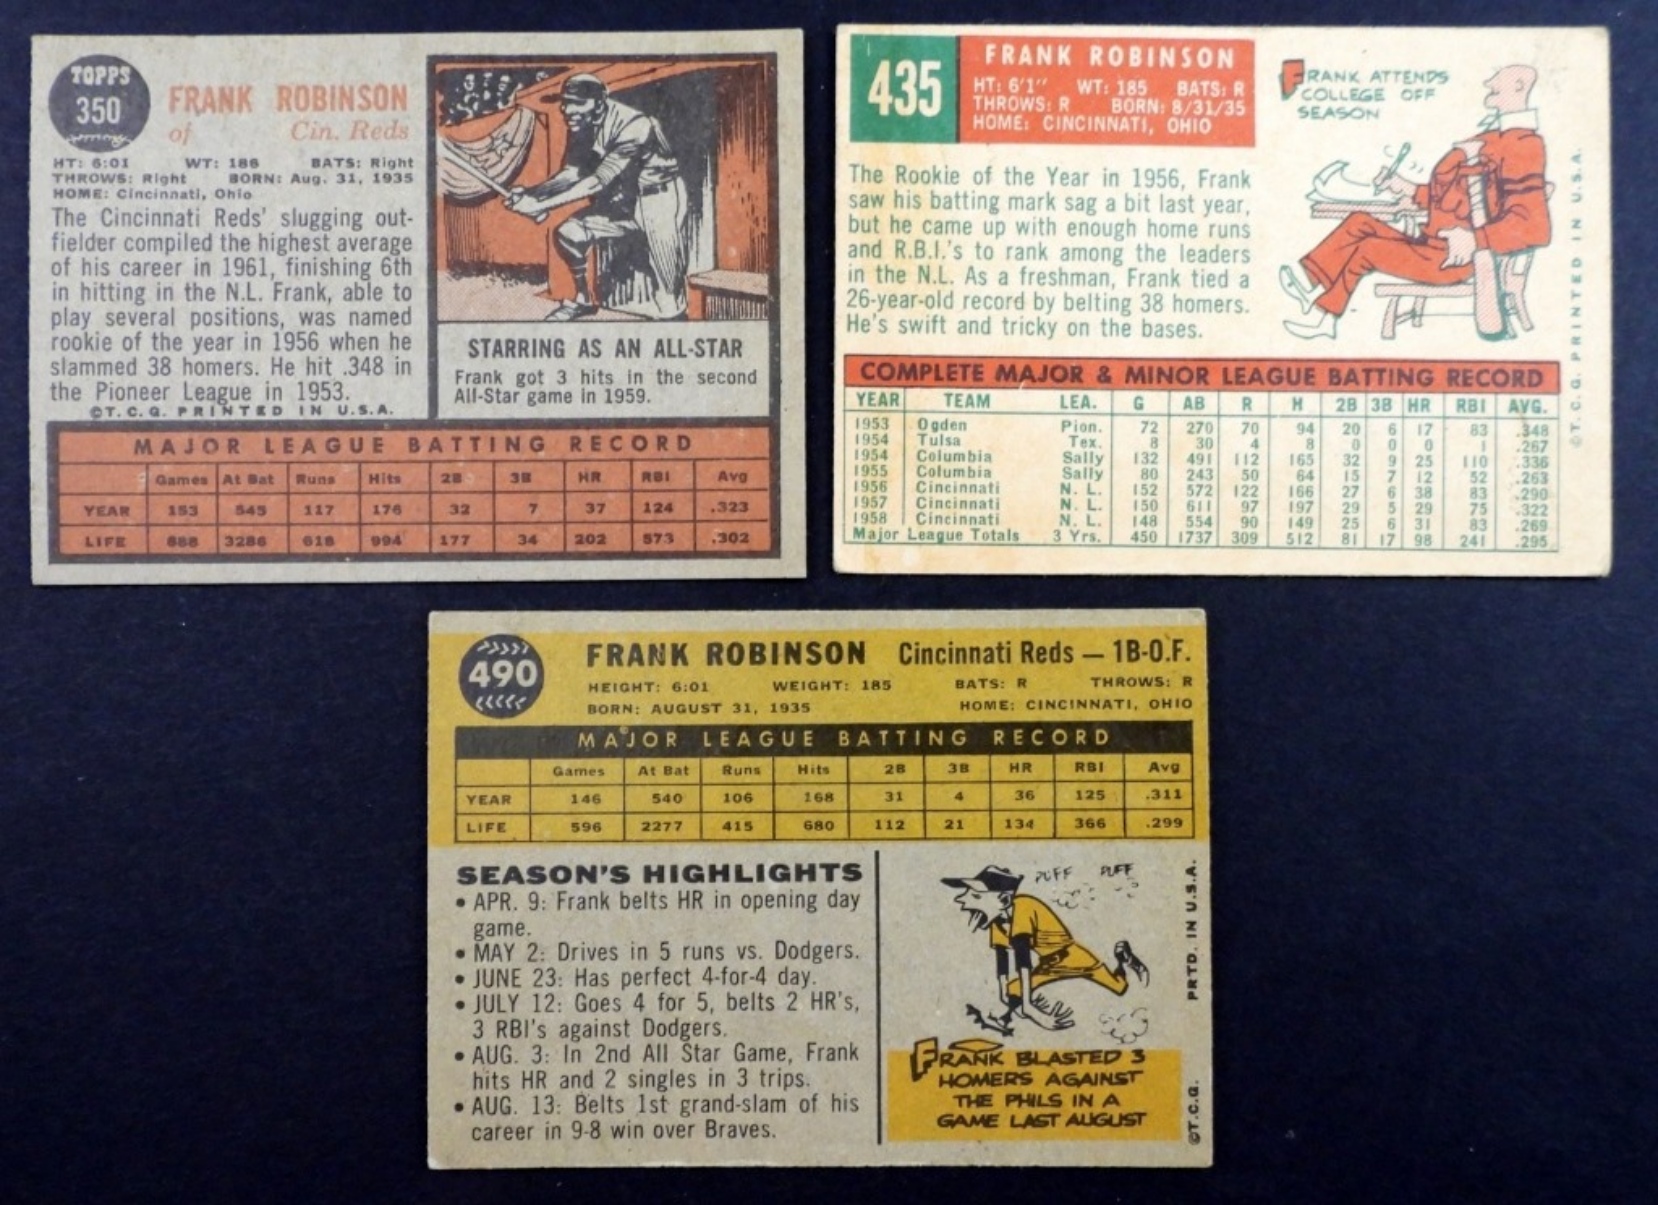 TOPPS
350
FRANK ROBINSON
of Cin. Reds
HT: 6:01 WT: 186 BATS: Right
THROWS: Right BORN: Aug. 31, 1935
HOME: Cincinnati, Ohio
The Cincinnati Reds' slugging out-
fielder compiled the highest average
of his career in 1961, finishing 6th
in hitting in the N.L. Frank, able to
play several positions, was named
rookie of the year in 1956 when he
slammed 38 homers. He hit .348 in
the Pioneer League in 1953.
©T.C.G. PRINTED IN U.S.A.
STARRING AS AN ALL-STAR
Frank got 3 hits in the second
All-Star game in 1959.
MAJOR LEAGUE BATTING RECORD
Games At Bat Runs Hits 2B 3B HR RBI Avg
YEAR 153 545 117 176 32 7 37 124 .323
LIFE 888 3286 618 994 177 34 202 573 .302
435
FRANK ROBINSON
HT: 6'1" WT: 185 BATS: R
THROWS: R BORN: 8/31/35
HOME: CINCINNATI, OHIO
FRANK ATTENDS
COLLEGE OFF
SEASON
The Rookie of the Year in 1956, Frank
saw his batting mark sag a bit last year,
but he came up with enough home runs
and R.B.I.'s to rank among the leaders
in the N.L. As a freshman, Frank tied a
26-year-old record by belting 38 homers.
He's swift and tricky on the bases.
©T.C.G. PRINTED IN U.S.A.
COMPLETE MAJOR & MINOR LEAGUE BATTING RECORD
YEAR TEAM LEA. G AB R H 2B 3B HR RBI AVG.
1953 Ogden Pion. 72 270 70 94 20 6 17 83 .348
1954 Tulsa Tex. 8 30 4 8 0 0 0 1 .267
1954 Columbia Sally 132 491 112 165 32 9 25 110 .336
1955 Columbia Sally 80 243 50 64 15 7 12 52 .263
1956 Cincinnati N. L. 152 572 122 166 27 6 38 83 .290
1957 Cincinnati N. L. 150 611 97 197 29 5 29 75 .322
1958 Cincinnati N. L. 148 554 90 149 25 6 31 83 .269
Major League Totals 3 Yrs. 450 1737 309 512 81 17 98 241 .295
490
FRANK ROBINSON Cincinnati Reds — 1B-O.F.
HEIGHT: 6:01 WEIGHT: 185 BATS: R THROWS: R
BORN: AUGUST 31, 1935 HOME: CINCINNATI, OHIO
MAJOR LEAGUE BATTING RECORD
Games At Bat Runs Hits 2B 3B HR RBI Avg
YEAR 146 540 106 168 31 4 36 125 .311
LIFE 596 2277 415 680 112 21 134 366 .299
SEASON'S HIGHLIGHTS
• APR. 9: Frank belts HR in opening day
game.
• MAY 2: Drives in 5 runs vs. Dodgers.
• JUNE 23: Has perfect 4-for-4 day.
• JULY 12: Goes 4 for 5, belts 2 HR's,
3 RBI's against Dodgers.
• AUG. 3: In 2nd All Star Game, Frank
hits HR and 2 singles in 3 trips.
• AUG. 13: Belts 1st grand-slam of his
career in 9-8 win over Braves.
PUFF PUFF
FRANK BLASTED 3
HOMERS AGAINST
THE PHILS IN A
GAME LAST AUGUST
©T.C.G. PRTD. IN U.S.A.